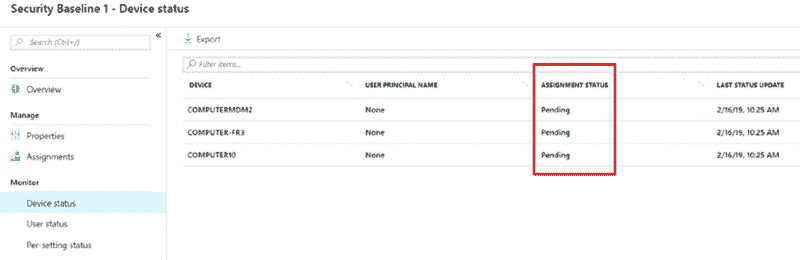 Security Baseline 1 - Device status
Search (Ctrl+/)
«
Overview
Overview
Manage
Properties
Assignments
Monitor
Device status
User status
Per-setting status
Export
Filter items...
DEVICE USER PRINCIPAL NAME ASSIGNMENT STATUS LAST STATUS UPDATE
COMPUTERMDM2 None Pending 2/16/19, 10:25 AM
COMPUTER-FR3 None Pending 2/16/19, 10:25 AM
COMPUTER10 None Pending 2/16/19, 10:25 AM